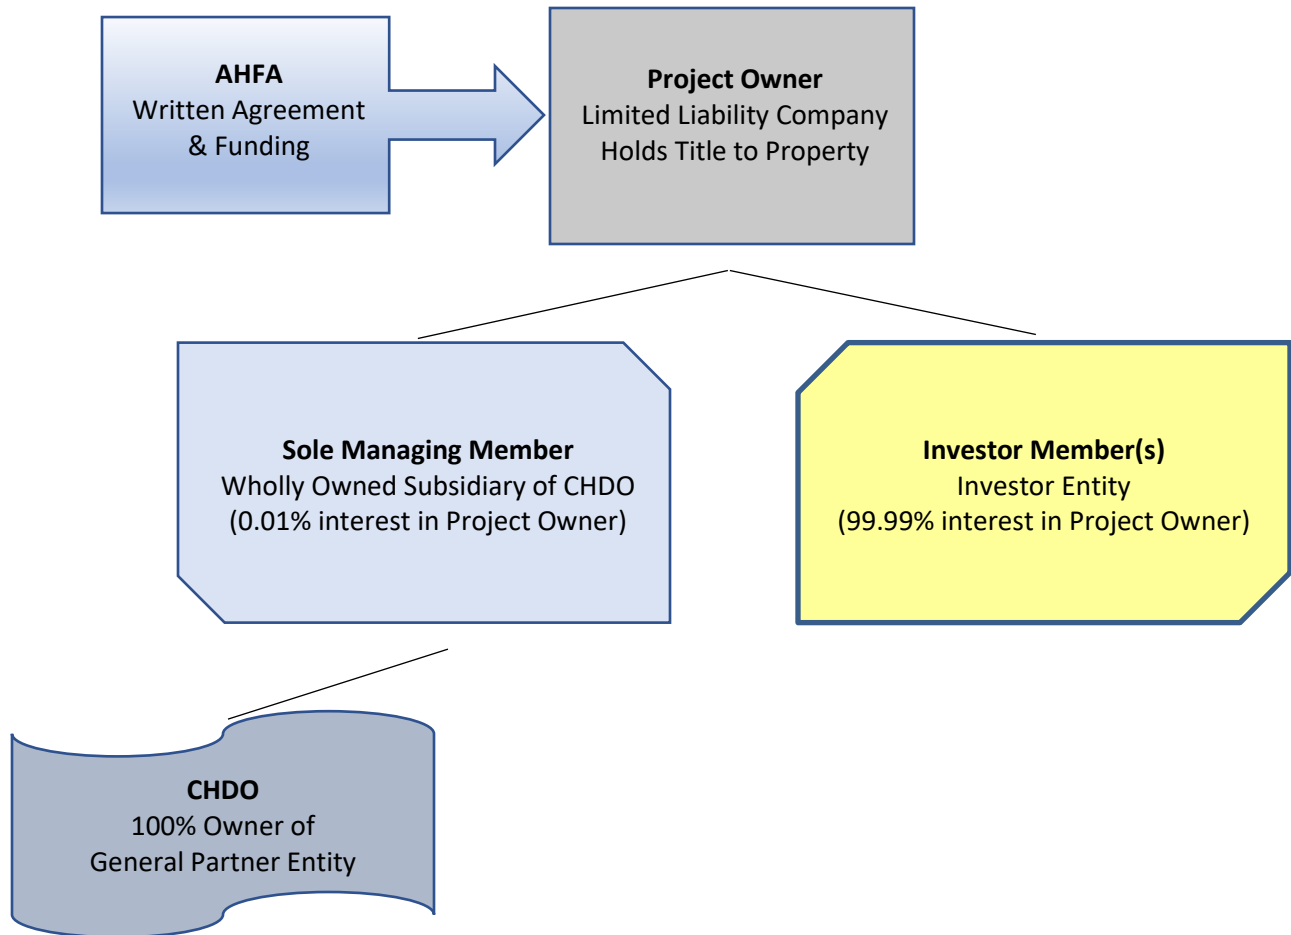 AHFA
Written Agreement
& Funding
Project Owner
Limited Liability Company
Holds Title to Property
Sole Managing Member
Wholly Owned Subsidiary of CHDO
(0.01% interest in Project Owner)
Investor Member(s)
Investor Entity
(99.99% interest in Project Owner)
CHDO
100% Owner of
General Partner Entity